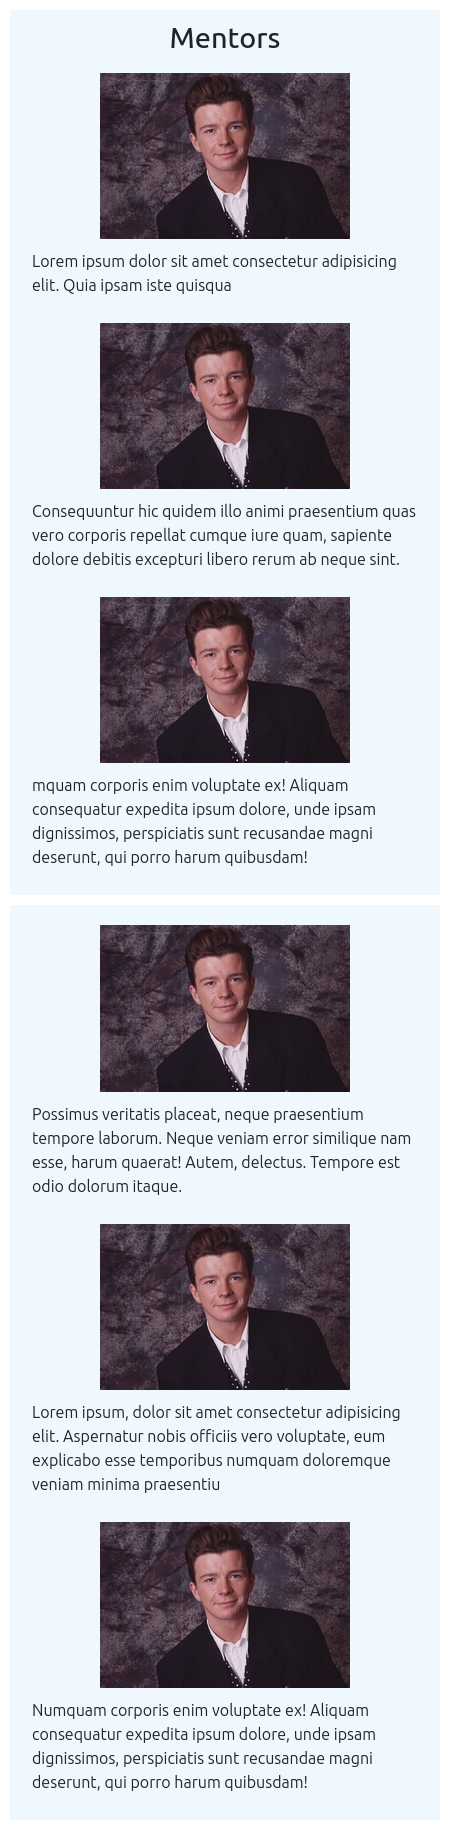 Mentors
Lorem ipsum dolor sit amet consectetur adipisicing
elit. Quia ipsam iste quisqua
Consequuntur hic quidem illo animi praesentium quas
vero corporis repellat cumque iure quam, sapiente
dolore debitis excepturi libero rerum ab neque sint.
mquam corporis enim voluptate ex! Aliquam
consequatur expedita ipsum dolore, unde ipsam
dignissimos, perspiciatis sunt recusandae magni
deserunt, qui porro harum quibusdam!
Possimus veritatis placeat, neque praesentium
tempore laborum. Neque veniam error similique nam
esse, harum quaerat! Autem, delectus. Tempore est
odio dolorum itaque.
Lorem ipsum, dolor sit amet consectetur adipisicing
elit. Aspernatur nobis officiis vero voluptate, eum
explicabo esse temporibus numquam doloremque
veniam minima praesentiu
Numquam corporis enim voluptate ex! Aliquam
consequatur expedita ipsum dolore, unde ipsam
dignissimos, perspiciatis sunt recusandae magni
deserunt, qui porro harum quibusdam!